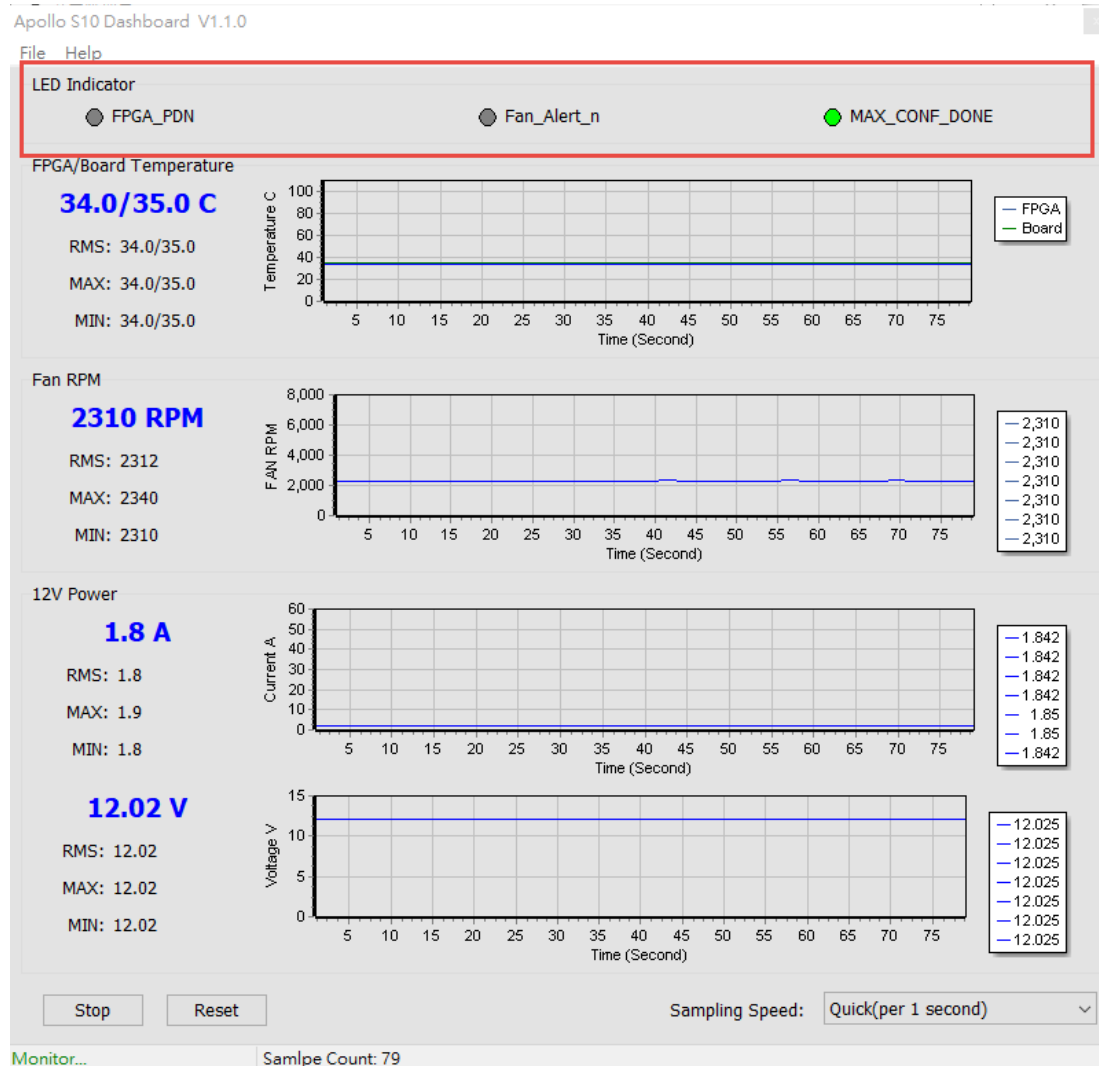 Apollo S10 Dashboard V1.1.0
File Help
LED Indicator
FPGA_PDN Fan_Alert_n MAX_CONF_DONE
FPGA/Board Temperature
34.0/35.0 C
RMS: 34.0/35.0
MAX: 34.0/35.0
MIN: 34.0/35.0
Temperature C
100
80
60
40
20
0
5 10 15 20 25 30 35 40 45 50 55 60 65 70 75
Time (Second)
FPGA
Board
Fan RPM
2310 RPM
RMS: 2312
MAX: 2340
MIN: 2310
FAN RPM
8,000
6,000
4,000
2,000
0
5 10 15 20 25 30 35 40 45 50 55 60 65 70 75
Time (Second)
2,310
2,310
2,310
2,310
2,310
2,310
2,310
12V Power
1.8 A
RMS: 1.8
MAX: 1.9
MIN: 1.8
Current A
60
50
40
30
20
10
0
5 10 15 20 25 30 35 40 45 50 55 60 65 70 75
Time (Second)
1.842
1.842
1.842
1.842
1.85
1.85
1.842
12.02 V
RMS: 12.02
MAX: 12.02
MIN: 12.02
Voltage V
15
10
5
0
5 10 15 20 25 30 35 40 45 50 55 60 65 70 75
Time (Second)
12.025
12.025
12.025
12.025
12.025
12.025
12.025
Stop Reset Sampling Speed: Quick(per 1 second)
Monitor... Samlpe Count: 79